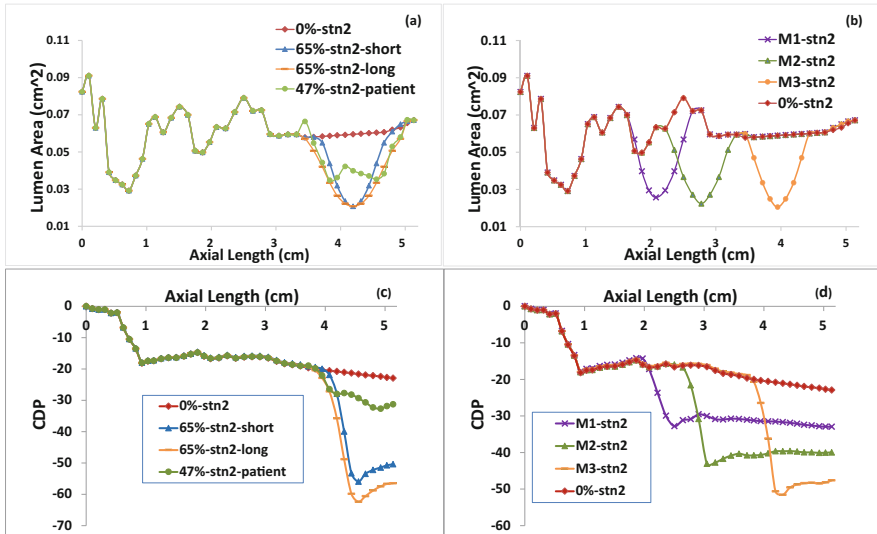 (a)
0%-stn2
65%-stn2-short
65%-stn2-long
47%-stn2-patient
Lumen Area (cm^2)
0.11
0.09
0.07
0.05
0.03
0.01
0 1 2 3 4 5
Axial Length (cm)
(b)
M1-stn2
M2-stn2
M3-stn2
0%-stn2
Lumen Area (cm^2)
0.11
0.09
0.07
0.05
0.03
0.01
0 1 2 3 4 5
Axial Length (cm)
Axial Length (cm)
(c)
0 1 2 3 4 5
CDP
0
-10
-20
-30
-40
-50
-60
-70
0%-stn2
65%-stn2-short
65%-stn2-long
47%-stn2-patient
Axial Length (cm)
(d)
0 1 2 3 4 5
CDP
0
-10
-20
-30
-40
-50
-60
M1-stn2
M2-stn2
M3-stn2
0%-stn2